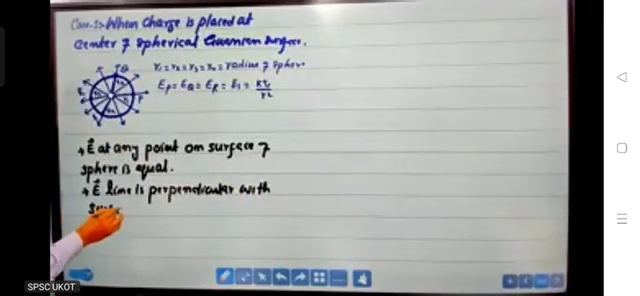 Case-1:- When charge is placed at
center of spherical Guassian surface.
r₁=r₂=r₃=r₄=radius of sphere
Q
E_P = E_Q = E_R = E_S = kq/r²
→ E⃗ at any point on surface of
sphere is equal.
→ E⃗ line is perpendicular with
SPSC UKOT